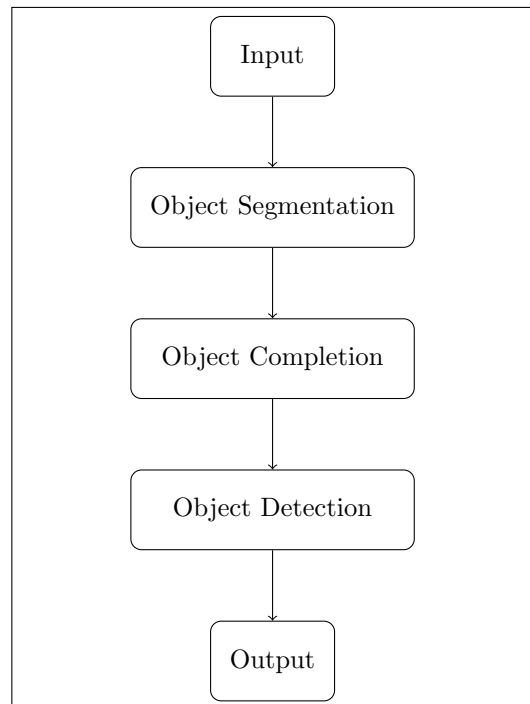 Input
Object Segmentation
Object Completion
Object Detection
Output